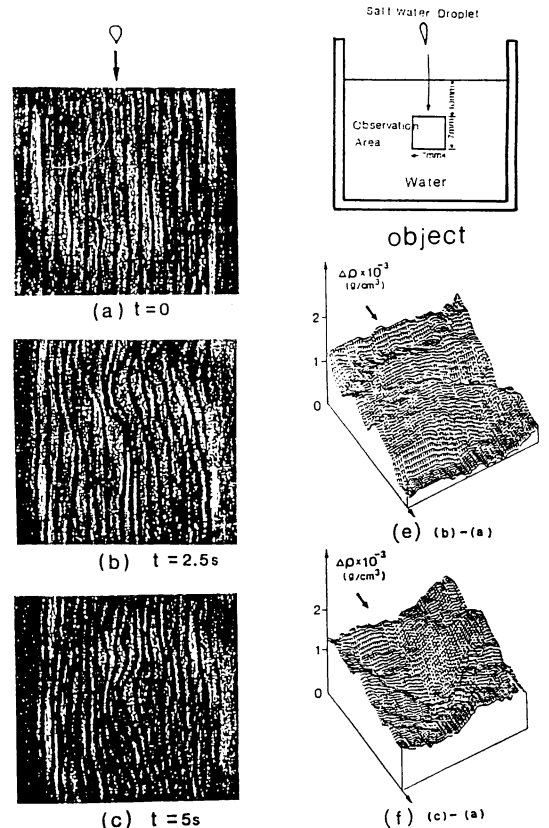 (a) t=0
(b) t=2.5s
(c) t=5s
Salt Water Droplet
Observation
Area
7mm
7mm
Water
object
Δρ×10⁻³
(g/cm³)
2
1
0
(e) (b)-(a)
Δρ×10⁻³
(g/cm³)
2
1
0
(f) (c)-(a)